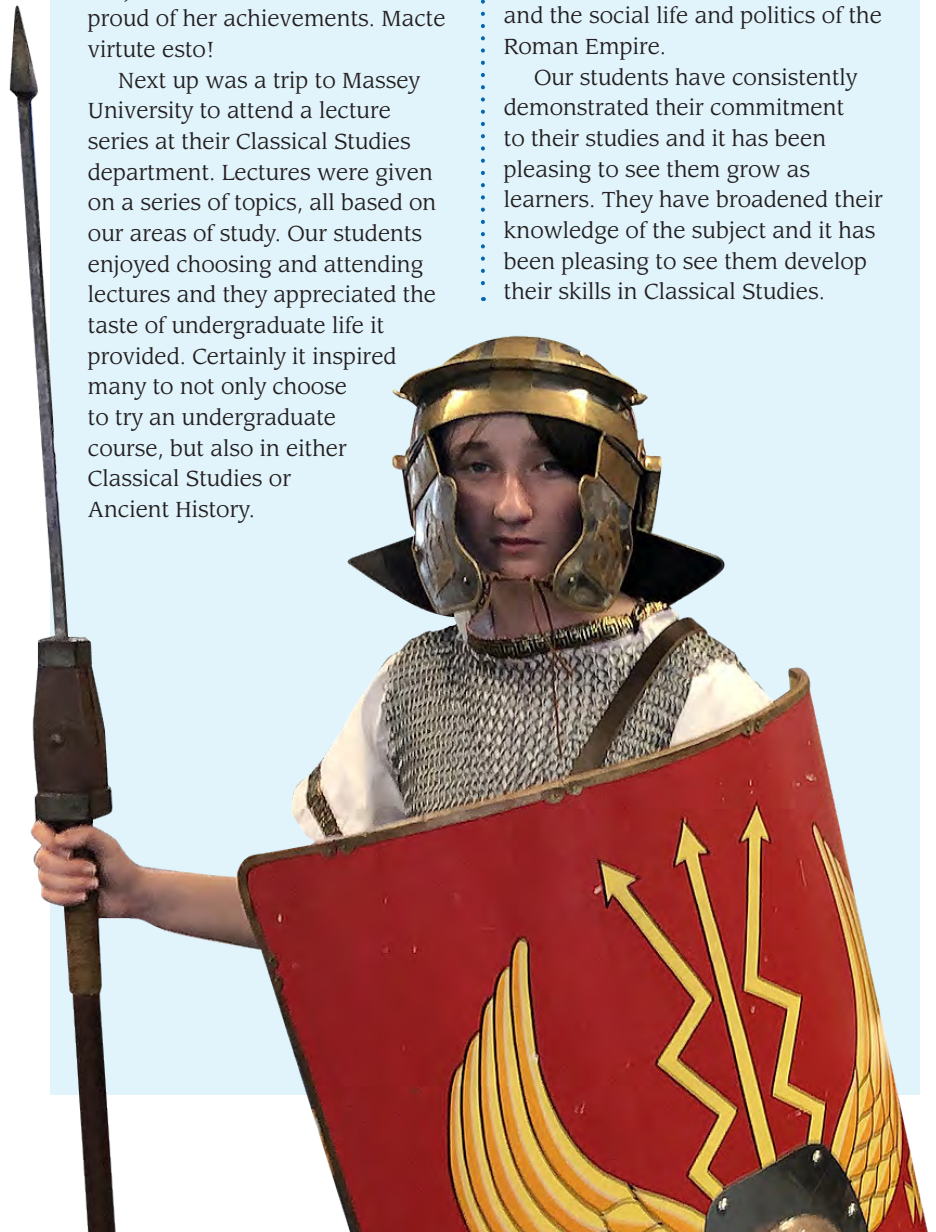 proud of her achievements. Macte
virtute esto!
Next up was a trip to Massey
University to attend a lecture
series at their Classical Studies
department. Lectures were given
on a series of topics, all based on
our areas of study. Our students
enjoyed choosing and attending
lectures and they appreciated the
taste of undergraduate life it
provided. Certainly it inspired
many to not only choose
to try an undergraduate
course, but also in either
Classical Studies or
Ancient History.
and the social life and politics of the
Roman Empire.
Our students have consistently
demonstrated their commitment
to their studies and it has been
pleasing to see them grow as
learners. They have broadened their
knowledge of the subject and it has
been pleasing to see them develop
their skills in Classical Studies.